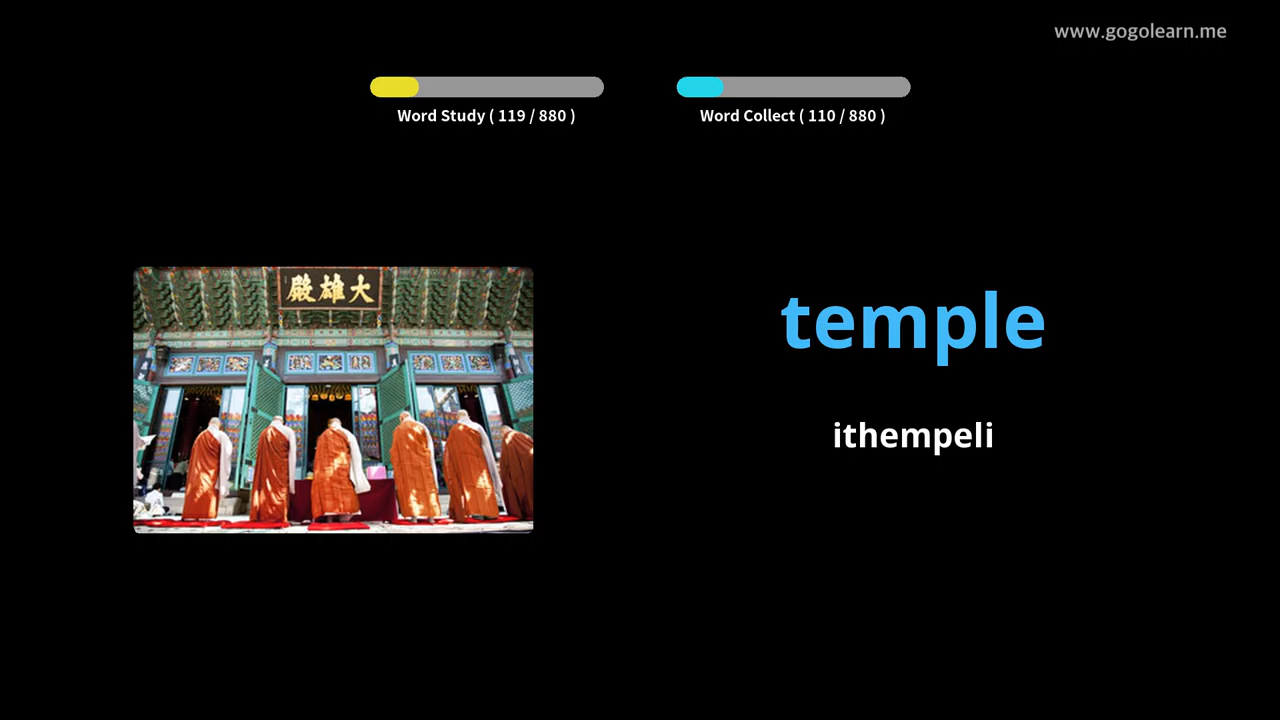 www.gogolearn.me
Word Study ( 119 / 880 )
Word Collect ( 110 / 880 )
殿雄大
temple
ithempeli